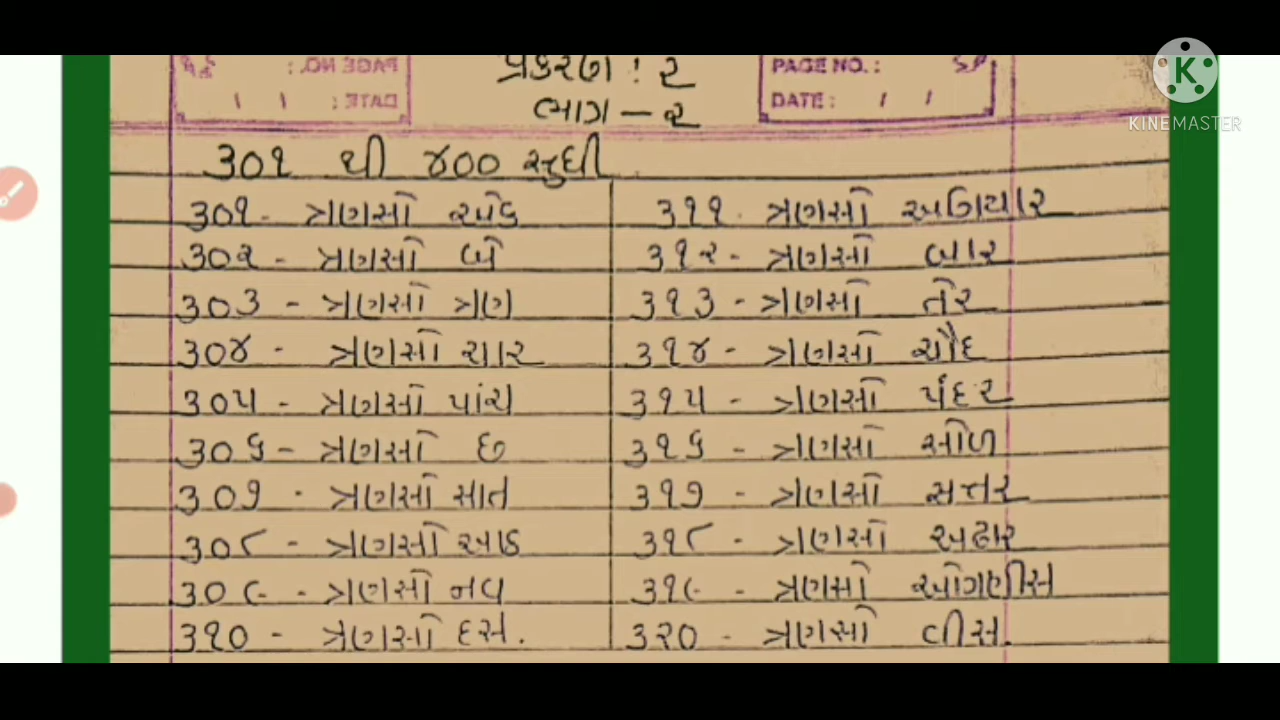 PAGE NO. :
DATE : / /
પ્રકરણ : ૨
PAGE NO. :
DATE : / /
ભાગ – ૨
KINEMASTER
૩૦૧ થી ૪૦૦ સુધી
૩૦૧- ત્રણસો એક
૩૦૨ - ત્રણસો બે
૩૦૩ - ત્રણસો ત્રણ
૩૦૪ - ત્રણસો ચાર
૩૦૫ - ત્રણસો પાંચ
૩૦૬ - ત્રણસો છ
૩૦૭ - ત્રણસો સાત
૩૦૮ - ત્રણસો આઠ
૩૦૯ - ત્રણસો નવ
૩૧૦ - ત્રણસો દસ.
૩૧૧- ત્રણસો અગિયાર
૩૧૨- ત્રણસો બાર
૩૧૩ - ત્રણસો તેર
૩૧૪ - ત્રણસો ચૌદ
૩૧૫ - ત્રણસો પંદર
૩૧૬ - ત્રણસો સોળ
૩૧૭ - ત્રણસો સત્તર
૩૧૮ - ત્રણસો અઢાર
૩૧૯ - ત્રણસો ઓગણીસ
૩૨૦ - ત્રણસો વીસ.